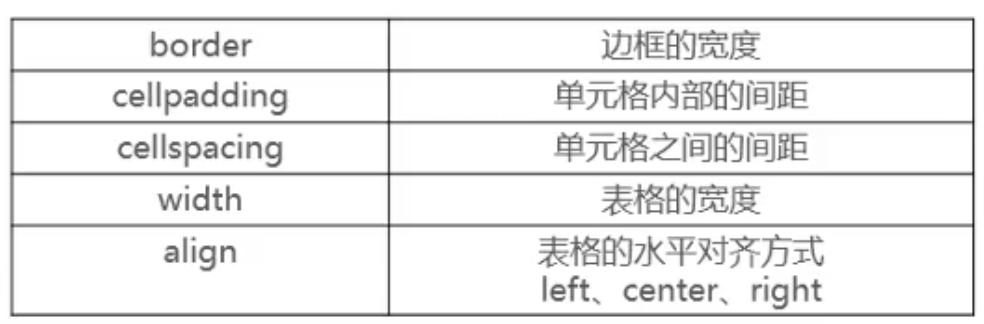 border 边框的宽度
cellpadding 单元格内部的间距
cellspacing 单元格之间的间距
width 表格的宽度
align 表格的水平对齐方式
left、center、right